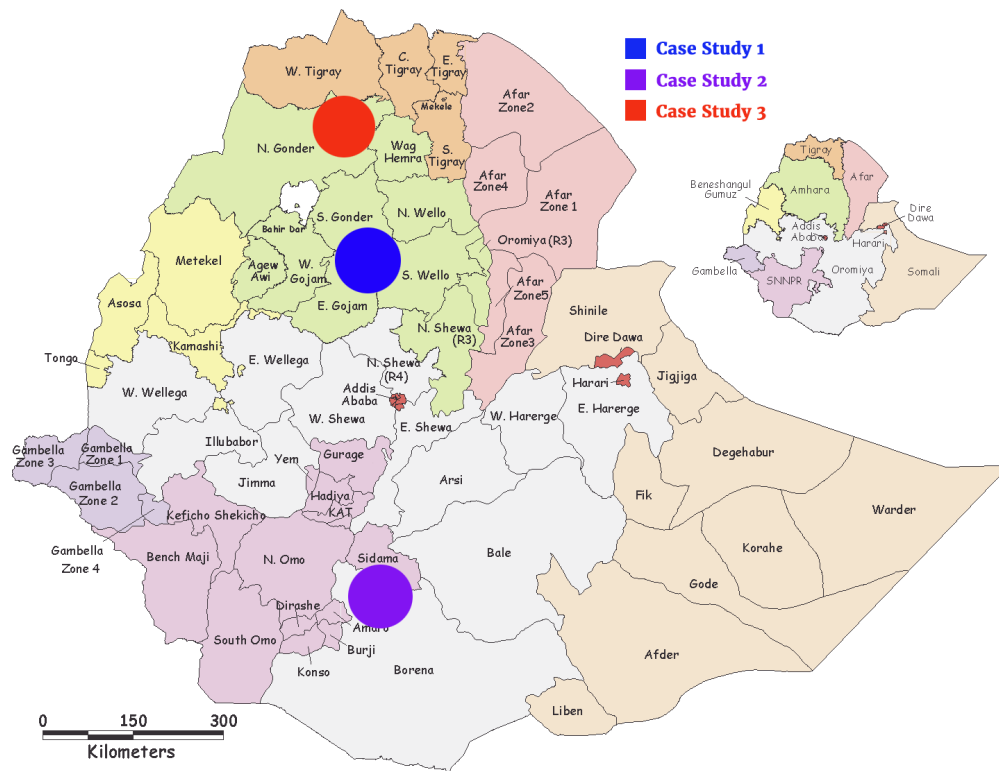 Case Study 1
Case Study 2
Case Study 3
W. Tigray
C.
Tigray
E.
Tigray
Mekele
S.
Tigray
Afar
Zone2
N. Gonder
Wag
Hemra
Afar
Zone4
Afar
Zone 1
S. Gonder
N. Wello
Bahir Dar
Oromiya (R3)
Metekel
Agew
Awi
W.
Gojam
S. Wello
Afar
Zone5
E. Gojam
Asosa
N. Shewa
(R3)
Afar
Zone3
Shinile
Kamashi
Dire Dawa
Tongo
E. Wellega
N. Shewa
(R4)
Jigjiga
Harari
W. Wellega
Addis
Ababa
W. Shewa
E. Shewa
W. Harerge
E. Harerge
Illubabor
Gambella
Zone 3
Gambella
Zone 1
Yem
Gurage
Degehabur
Gambella
Zone 2
Jimma
Hadiya
Arsi
KAT
Fik
Keficho Shekicho
Warder
Gambella
Zone 4
Bench Maji
N. Omo
Sidama
Bale
Korahe
Gode
Dirashe
Amaro
South Omo
Burji
Konso
Borena
Afder
Liben
0 150 300
Kilometers
Tigray
Beneshangul
Gumuz
Amhara
Afar
Dire
Dawa
Addis
Ababa
Harari
Gambella
SNNPR
Oromiya
Somali